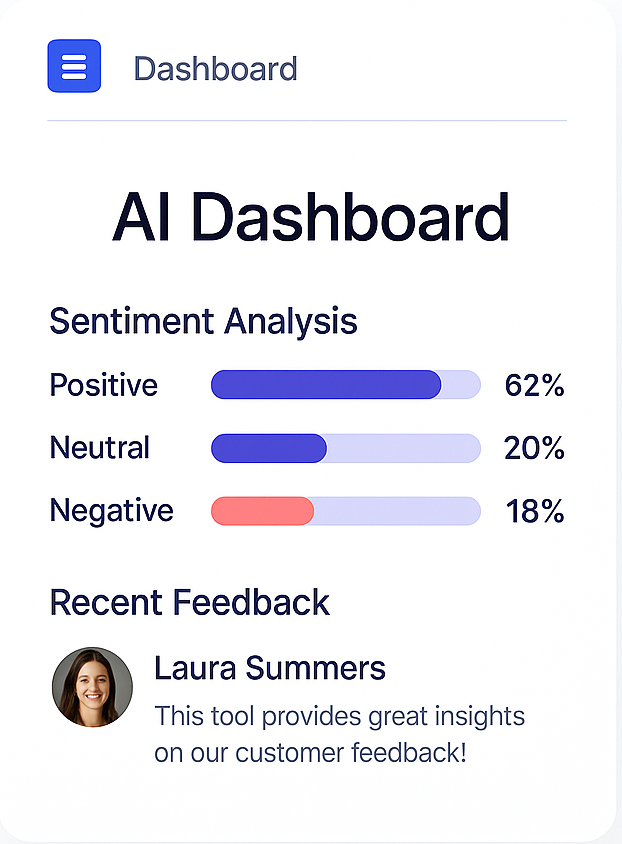 Dashboard
AI Dashboard
Sentiment Analysis
Positive 62%
Neutral 20%
Negative 18%
Recent Feedback
Laura Summers
This tool provides great insights
on our customer feedback!